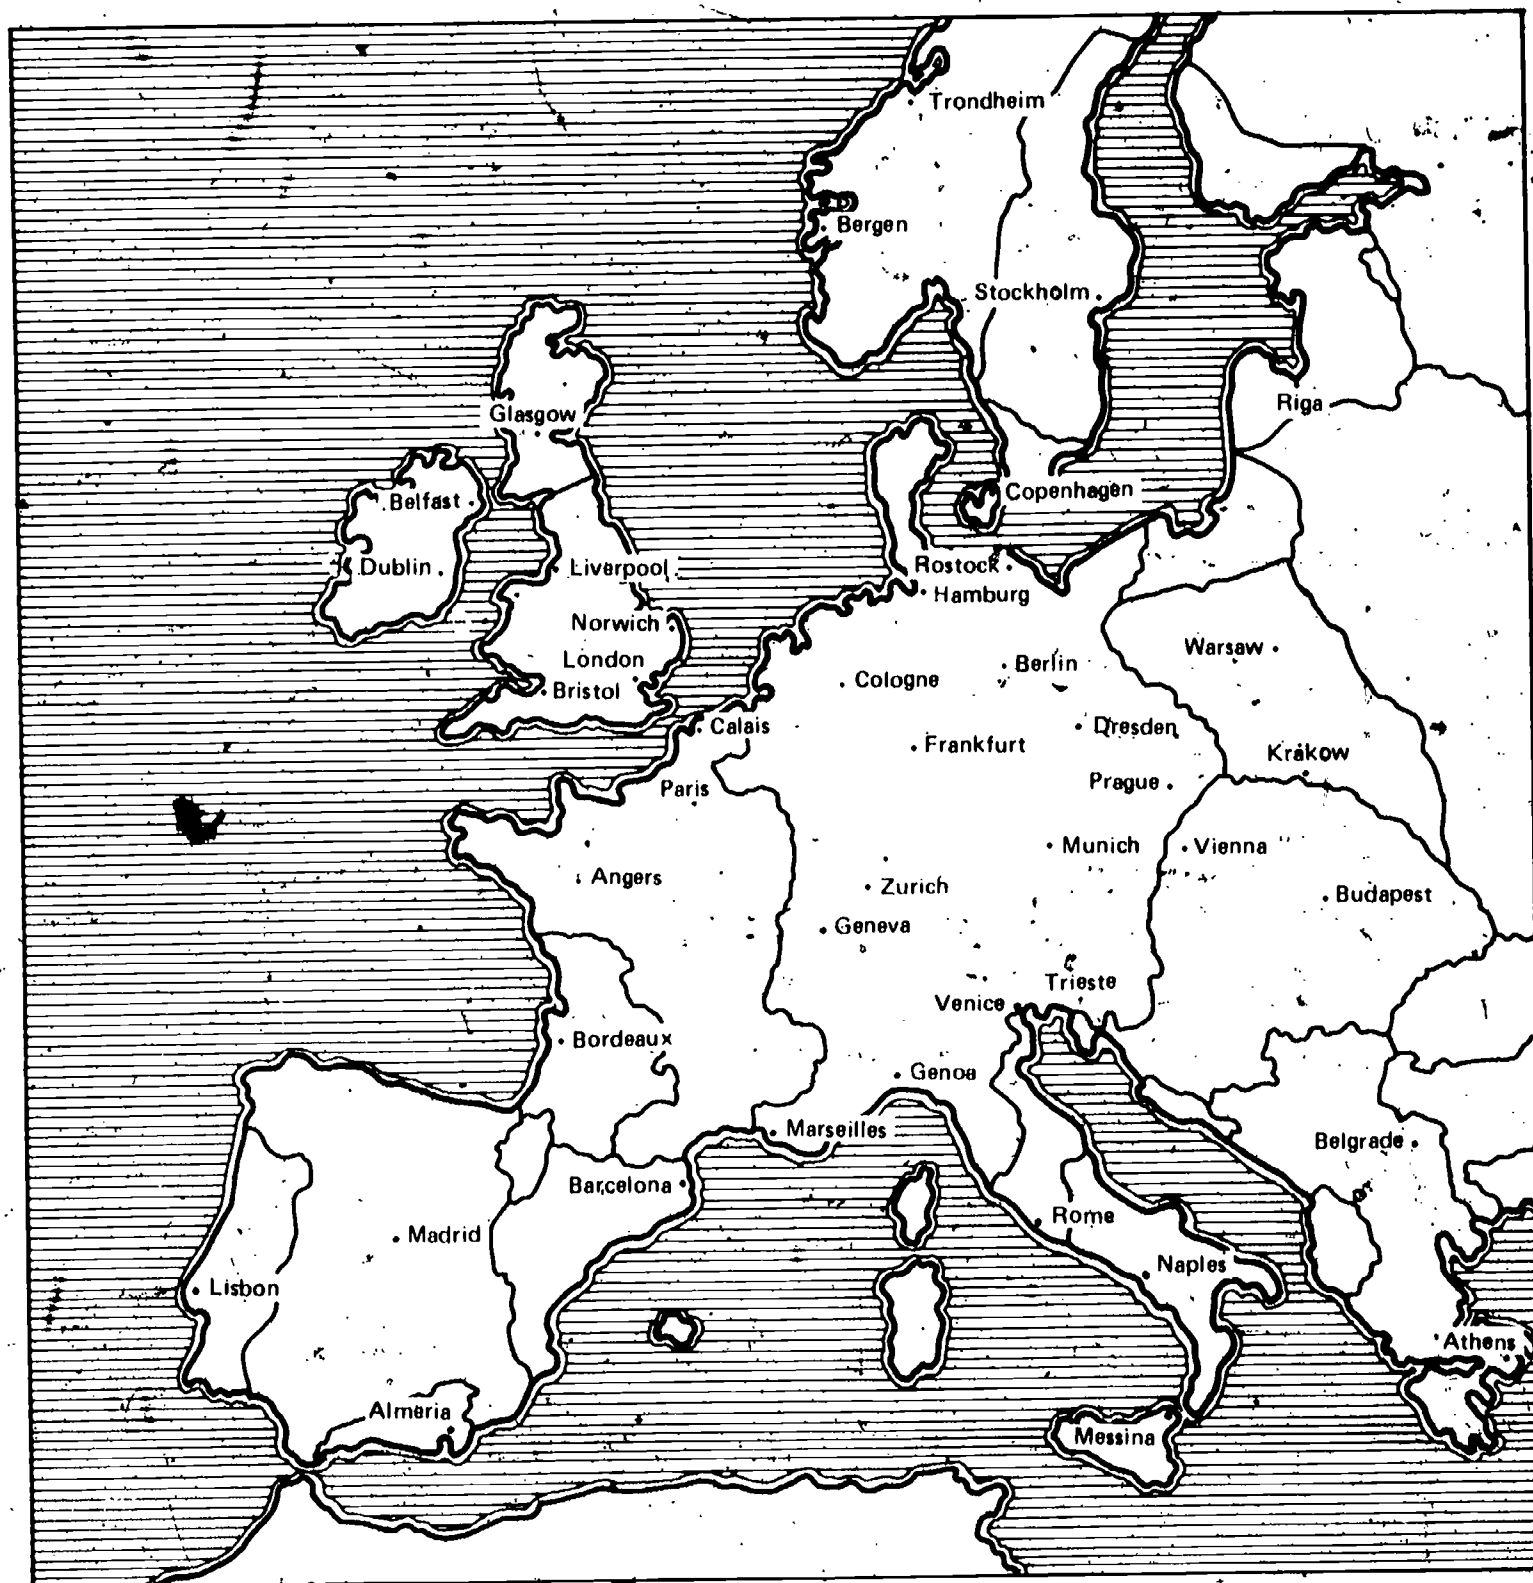 Trondheim
Bergen
Stockholm
Riga
Glasgow
Copenhagen
Belfast
Dublin
Liverpool
Rostock
Hamburg
Norwich
London
Bristol
Warsaw
Berlin
Cologne
Calais
Dresden
Frankfurt
Krakow
Paris
Prague
Munich
Vienna
Angers
Zurich
Budapest
Geneva
Trieste
Venice
Bordeaux
Genoa
Marseilles
Belgrade
Barcelona
Madrid
Rome
Naples
Lisbon
Athens
Almeria
Messina